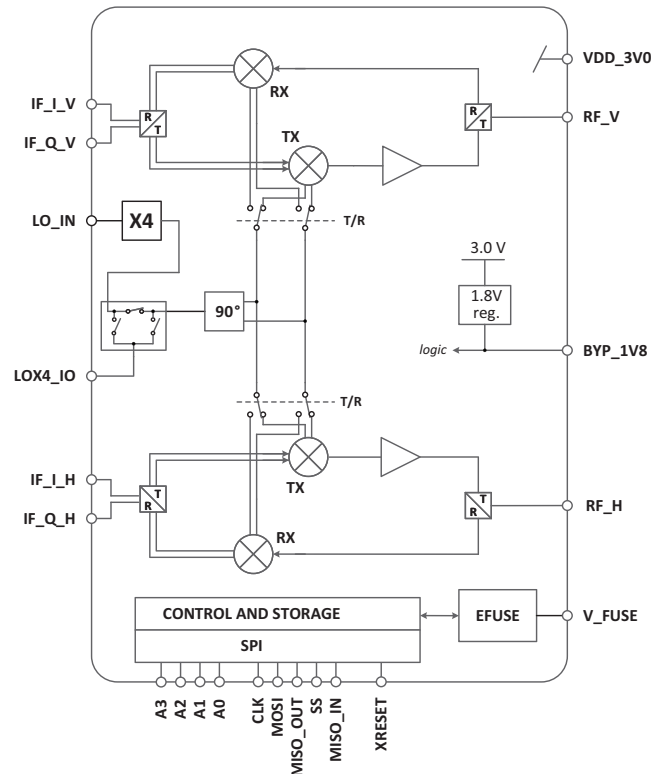 VDD_3V0
RX
IF_I_V
R
T
R
T
RF_V
IF_Q_V
TX
LO_IN
X4
T/R
3.0 V
1.8V
reg.
90°
logic
BYP_1V8
LOX4_IO
T/R
IF_I_H
TX
T
R
T
R
RF_H
IF_Q_H
RX
CONTROL AND STORAGE
EFUSE
V_FUSE
SPI
A3
A2
A1
A0
CLK
MOSI
MISO_OUT
SS
MISO_IN
XRESET